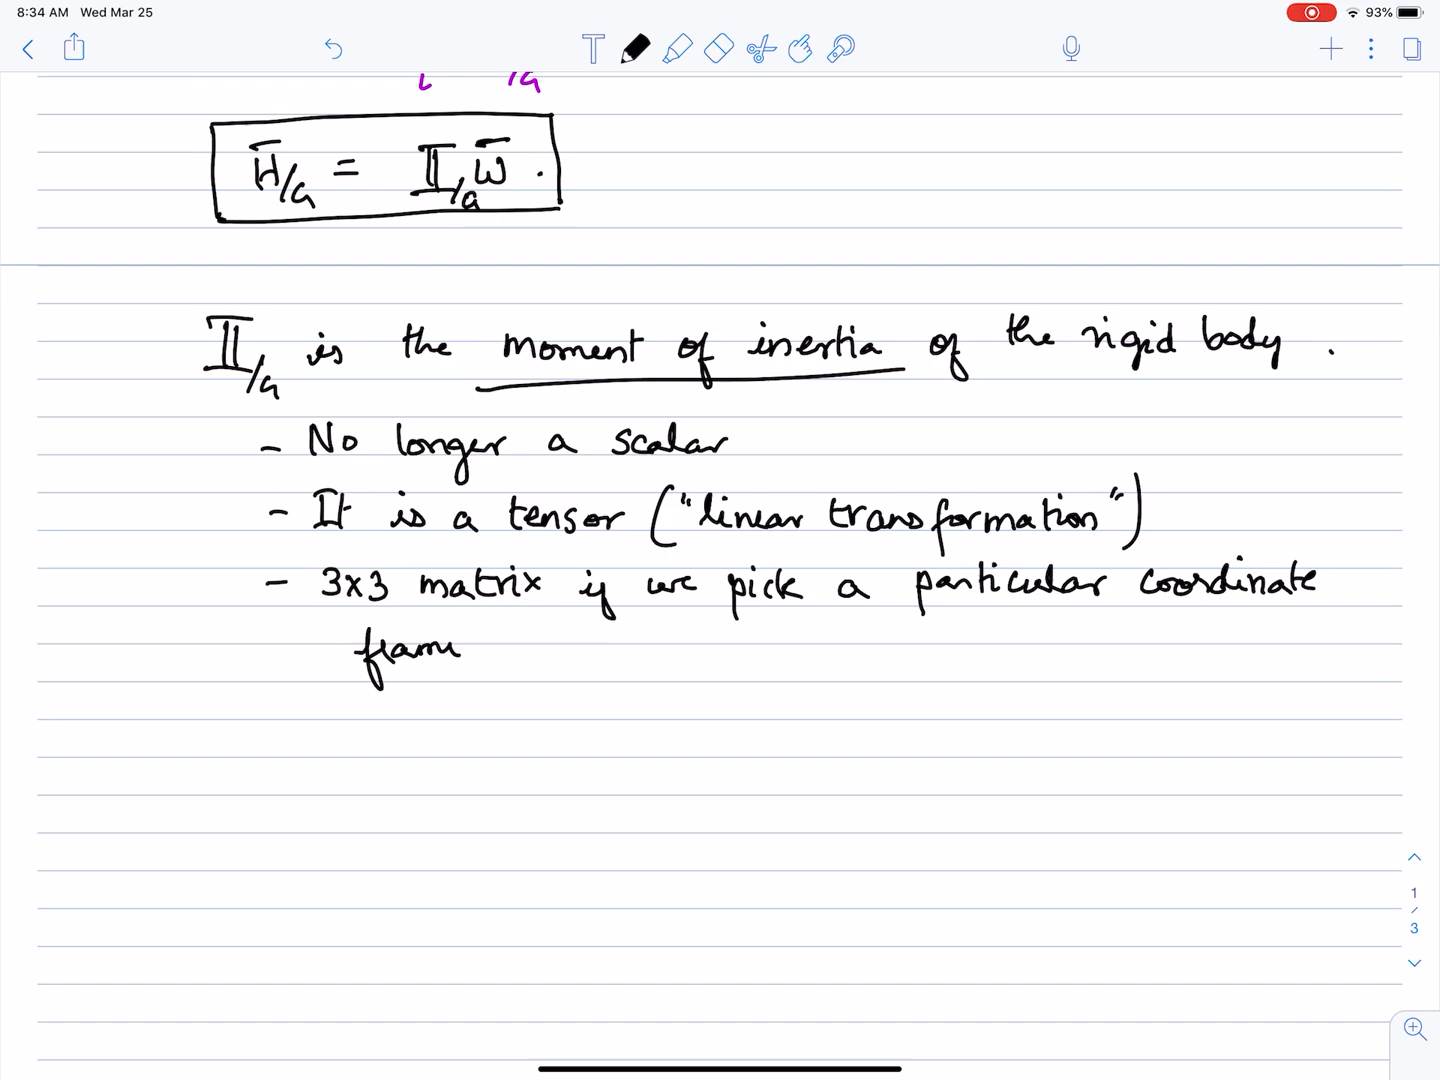 8:34 AM Wed Mar 25
93%
H̄/G = 𝕀/G ω̄ .
𝕀/G is the moment of inertia of the rigid body .
- No longer a scalar
- It is a tensor ("linear transformation")
- 3x3 matrix if we pick a particular coordinate
frame
1
/
3